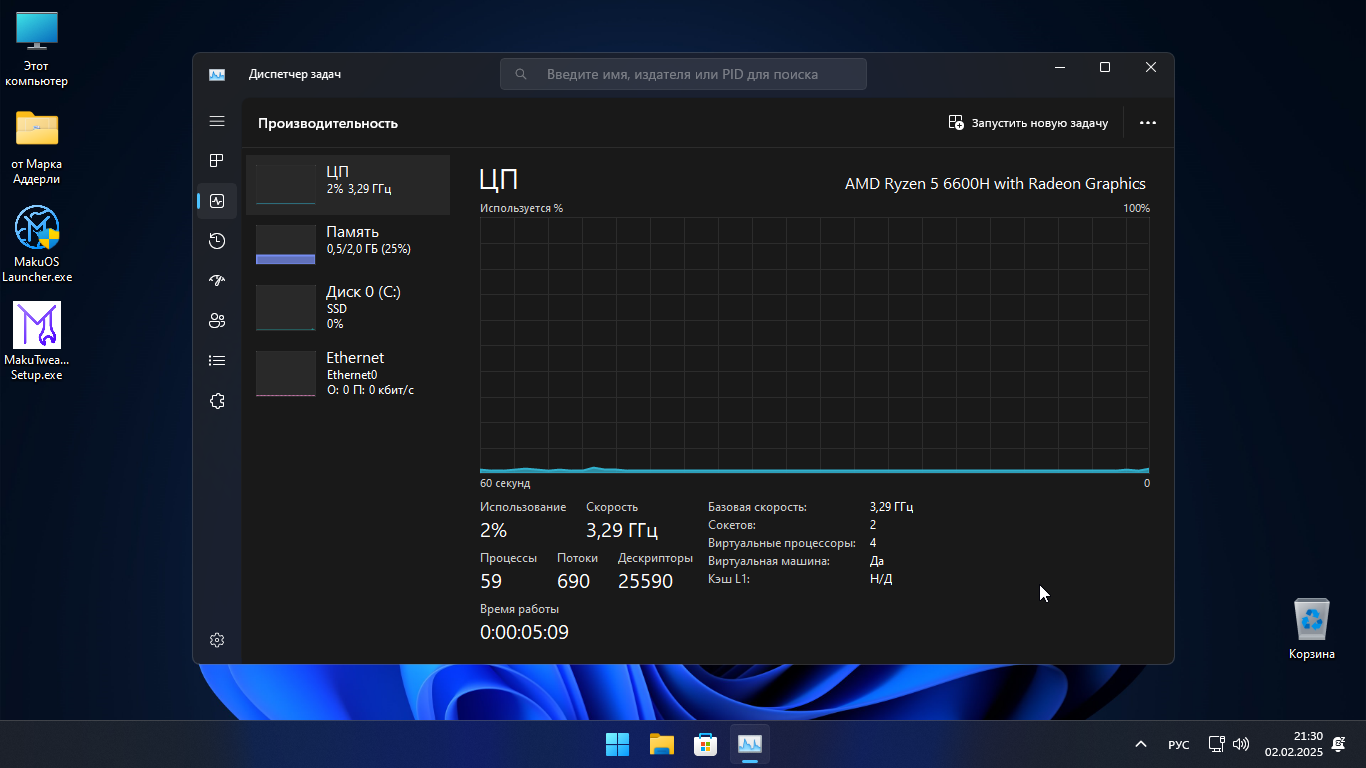 Этот
компьютер
от Марка
Аддерли
MakuOS
Launcher.exe
MakuTwea...
Setup.exe
Диспетчер задач
Введите имя, издателя или PID для поиска
Производительность
Запустить новую задачу
ЦП
2% 3,29 ГГц
Память
0,5/2,0 ГБ (25%)
Диск 0 (C:)
SSD
0%
Ethernet
Ethernet0
О: 0 П: 0 кбит/с
ЦП
AMD Ryzen 5 6600H with Radeon Graphics
Используется %
100%
60 секунд
0
Использование
Скорость
2%
3,29 ГГц
Процессы
Потоки
Дескрипторы
59
690
25590
Время работы
0:00:05:09
Базовая скорость:
3,29 ГГц
Сокетов:
2
Виртуальные процессоры:
4
Виртуальная машина:
Да
Кэш L1:
Н/Д
Корзина
РУС
21:30
02.02.2025